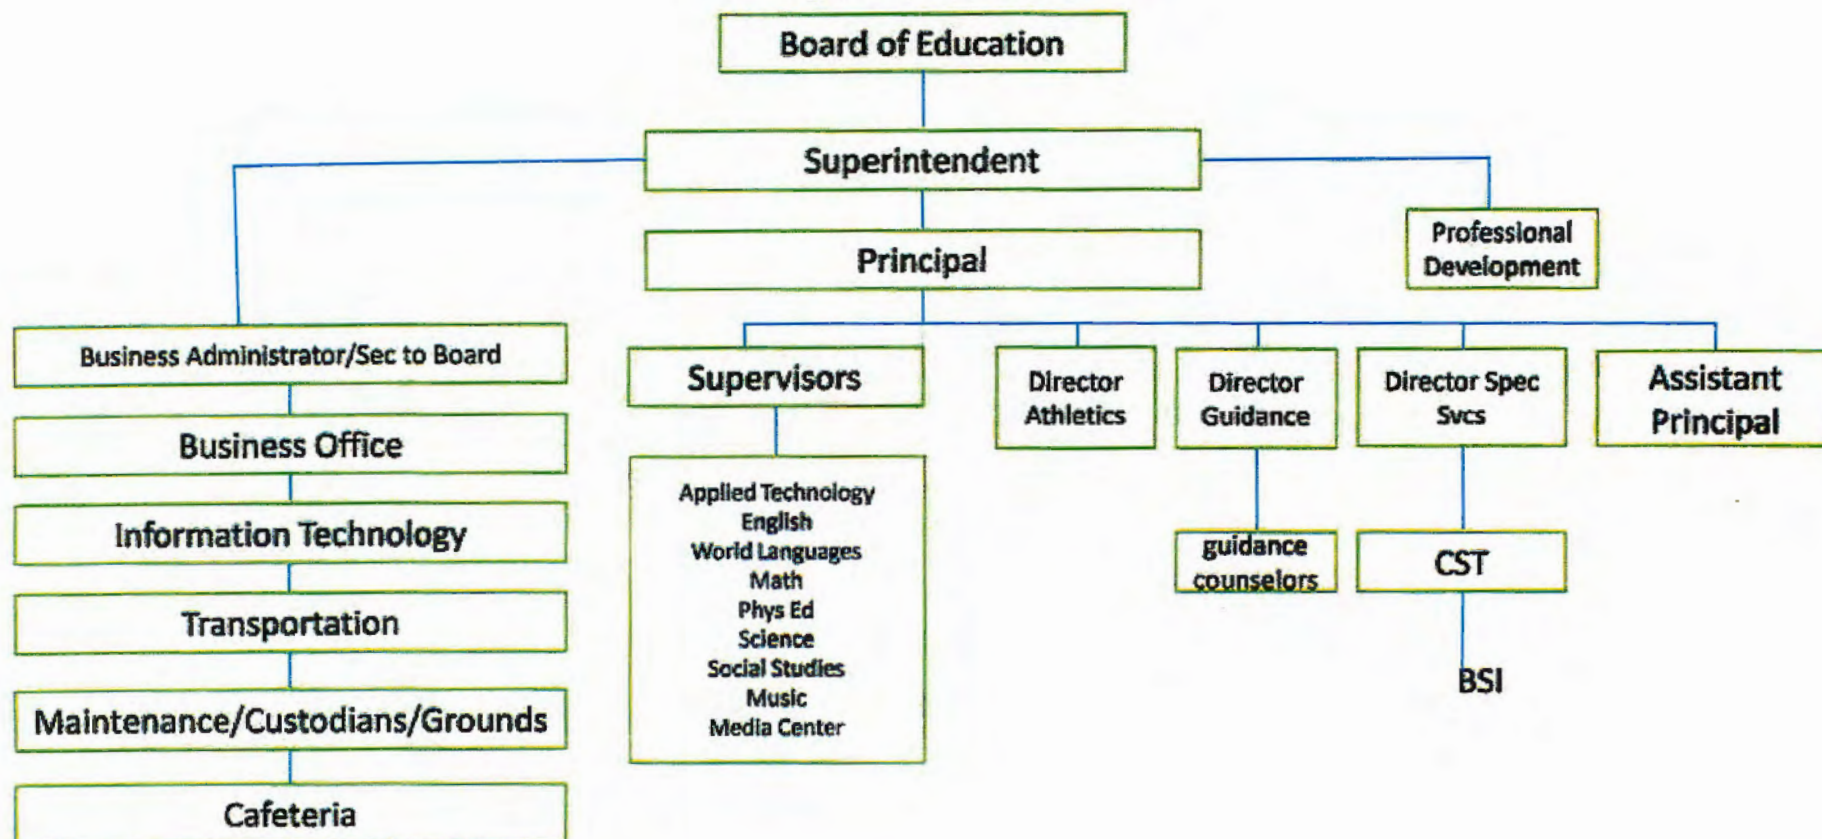 Board of Education
Superintendent
Professional
Development
Principal
Business Administrator/Sec to Board
Business Office
Information Technology
Transportation
Maintenance/Custodians/Grounds
Cafeteria
Supervisors
Applied Technology
English
World Languages
Math
Phys Ed
Science
Social Studies
Music
Media Center
Director
Athletics
Director
Guidance
guidance
counselors
Director Spec
Svcs
CST
BSI
Assistant
Principal